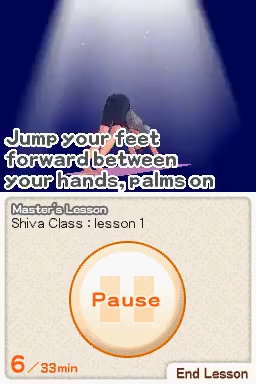 Jump your feet
forward between
your hands, palms on
Master's Lesson
Shiva Class : lesson 1
Pause
6/33min
End Lesson